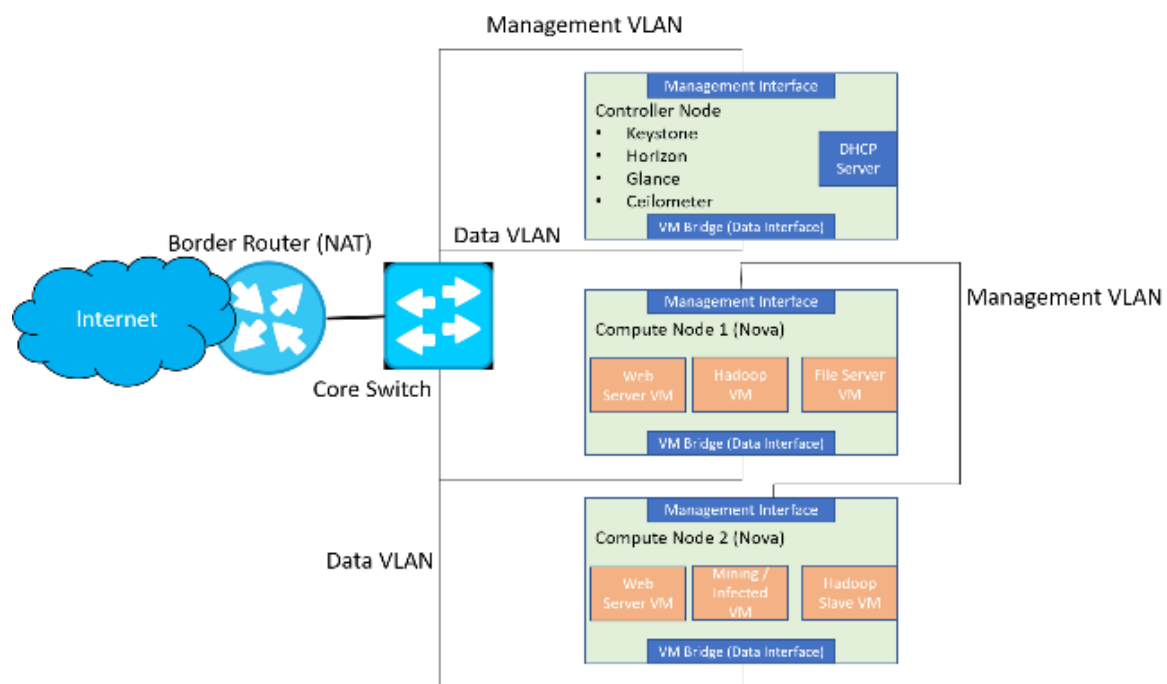 Management VLAN
Management Interface
Controller Node
• Keystone
• Horizon
• Glance
• Ceilometer
DHCP
Server
VM Bridge (Data Interface)
Data VLAN
Border Router (NAT)
Internet
Core Switch
Management VLAN
Management Interface
Compute Node 1 (Nova)
Web
Server VM
Hadoop
VM
File Server
VM
VM Bridge (Data Interface)
Data VLAN
Management Interface
Compute Node 2 (Nova)
Web
Server VM
Mining /
Infected
VM
Hadoop
Slave VM
VM Bridge (Data Interface)